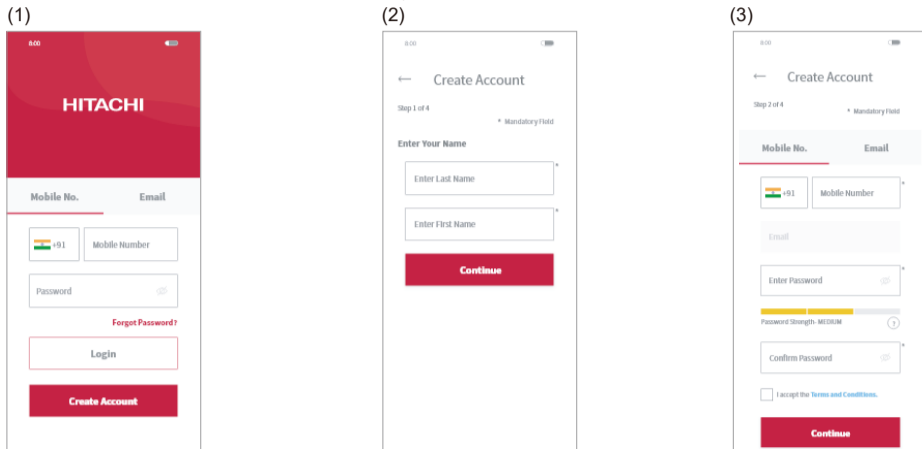 (1)
8:00
HITACHI
Mobile No. Email
+91 Mobile Number
Password
Forgot Password?
Login
Create Account
(2)
8:00
← Create Account
Step 1 of 4
* Mandatory Field
Enter Your Name
Enter Last Name *
Enter First Name *
Continue
(3)
8:00
← Create Account
Step 2 of 4
* Mandatory Field
Mobile No. Email
+91 Mobile Number *
Email
Enter Password *
Password Strength- MEDIUM ?
Confirm Password *
I accept the Terms and Conditions.
Continue